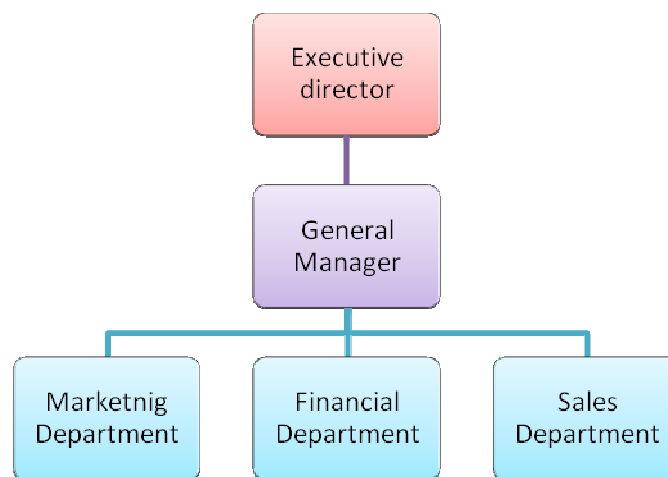 Executive
director
General
Manager
Marketnig
Department
Financial
Department
Sales
Department